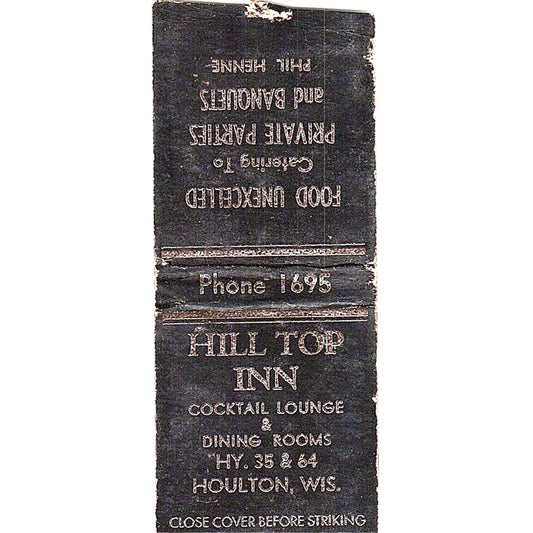 FOOD UNEXCELLED
Catering To
PRIVATE PARTIES
and BANQUETS
PHIL HENNE
Phone 1695
HILL TOP
INN
COCKTAIL LOUNGE
&
DINING ROOMS
HY. 35 & 64
HOULTON, WIS.
CLOSE COVER BEFORE STRIKING